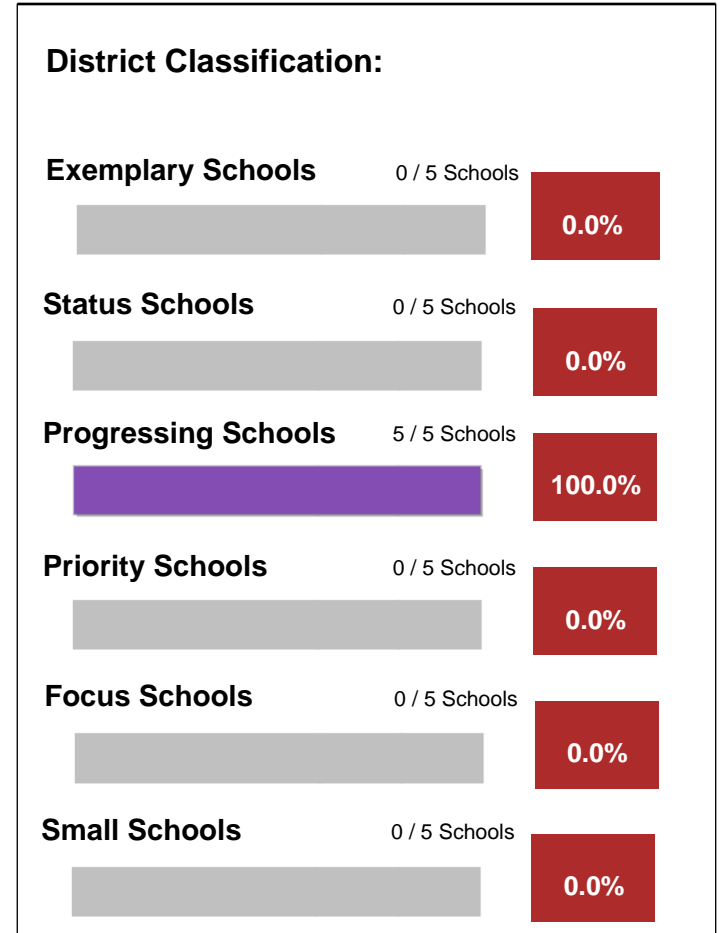 District Classification:
Exemplary Schools 0 / 5 Schools
0.0%
Status Schools 0 / 5 Schools
0.0%
Progressing Schools 5 / 5 Schools
100.0%
Priority Schools 0 / 5 Schools
0.0%
Focus Schools 0 / 5 Schools
0.0%
Small Schools 0 / 5 Schools
0.0%